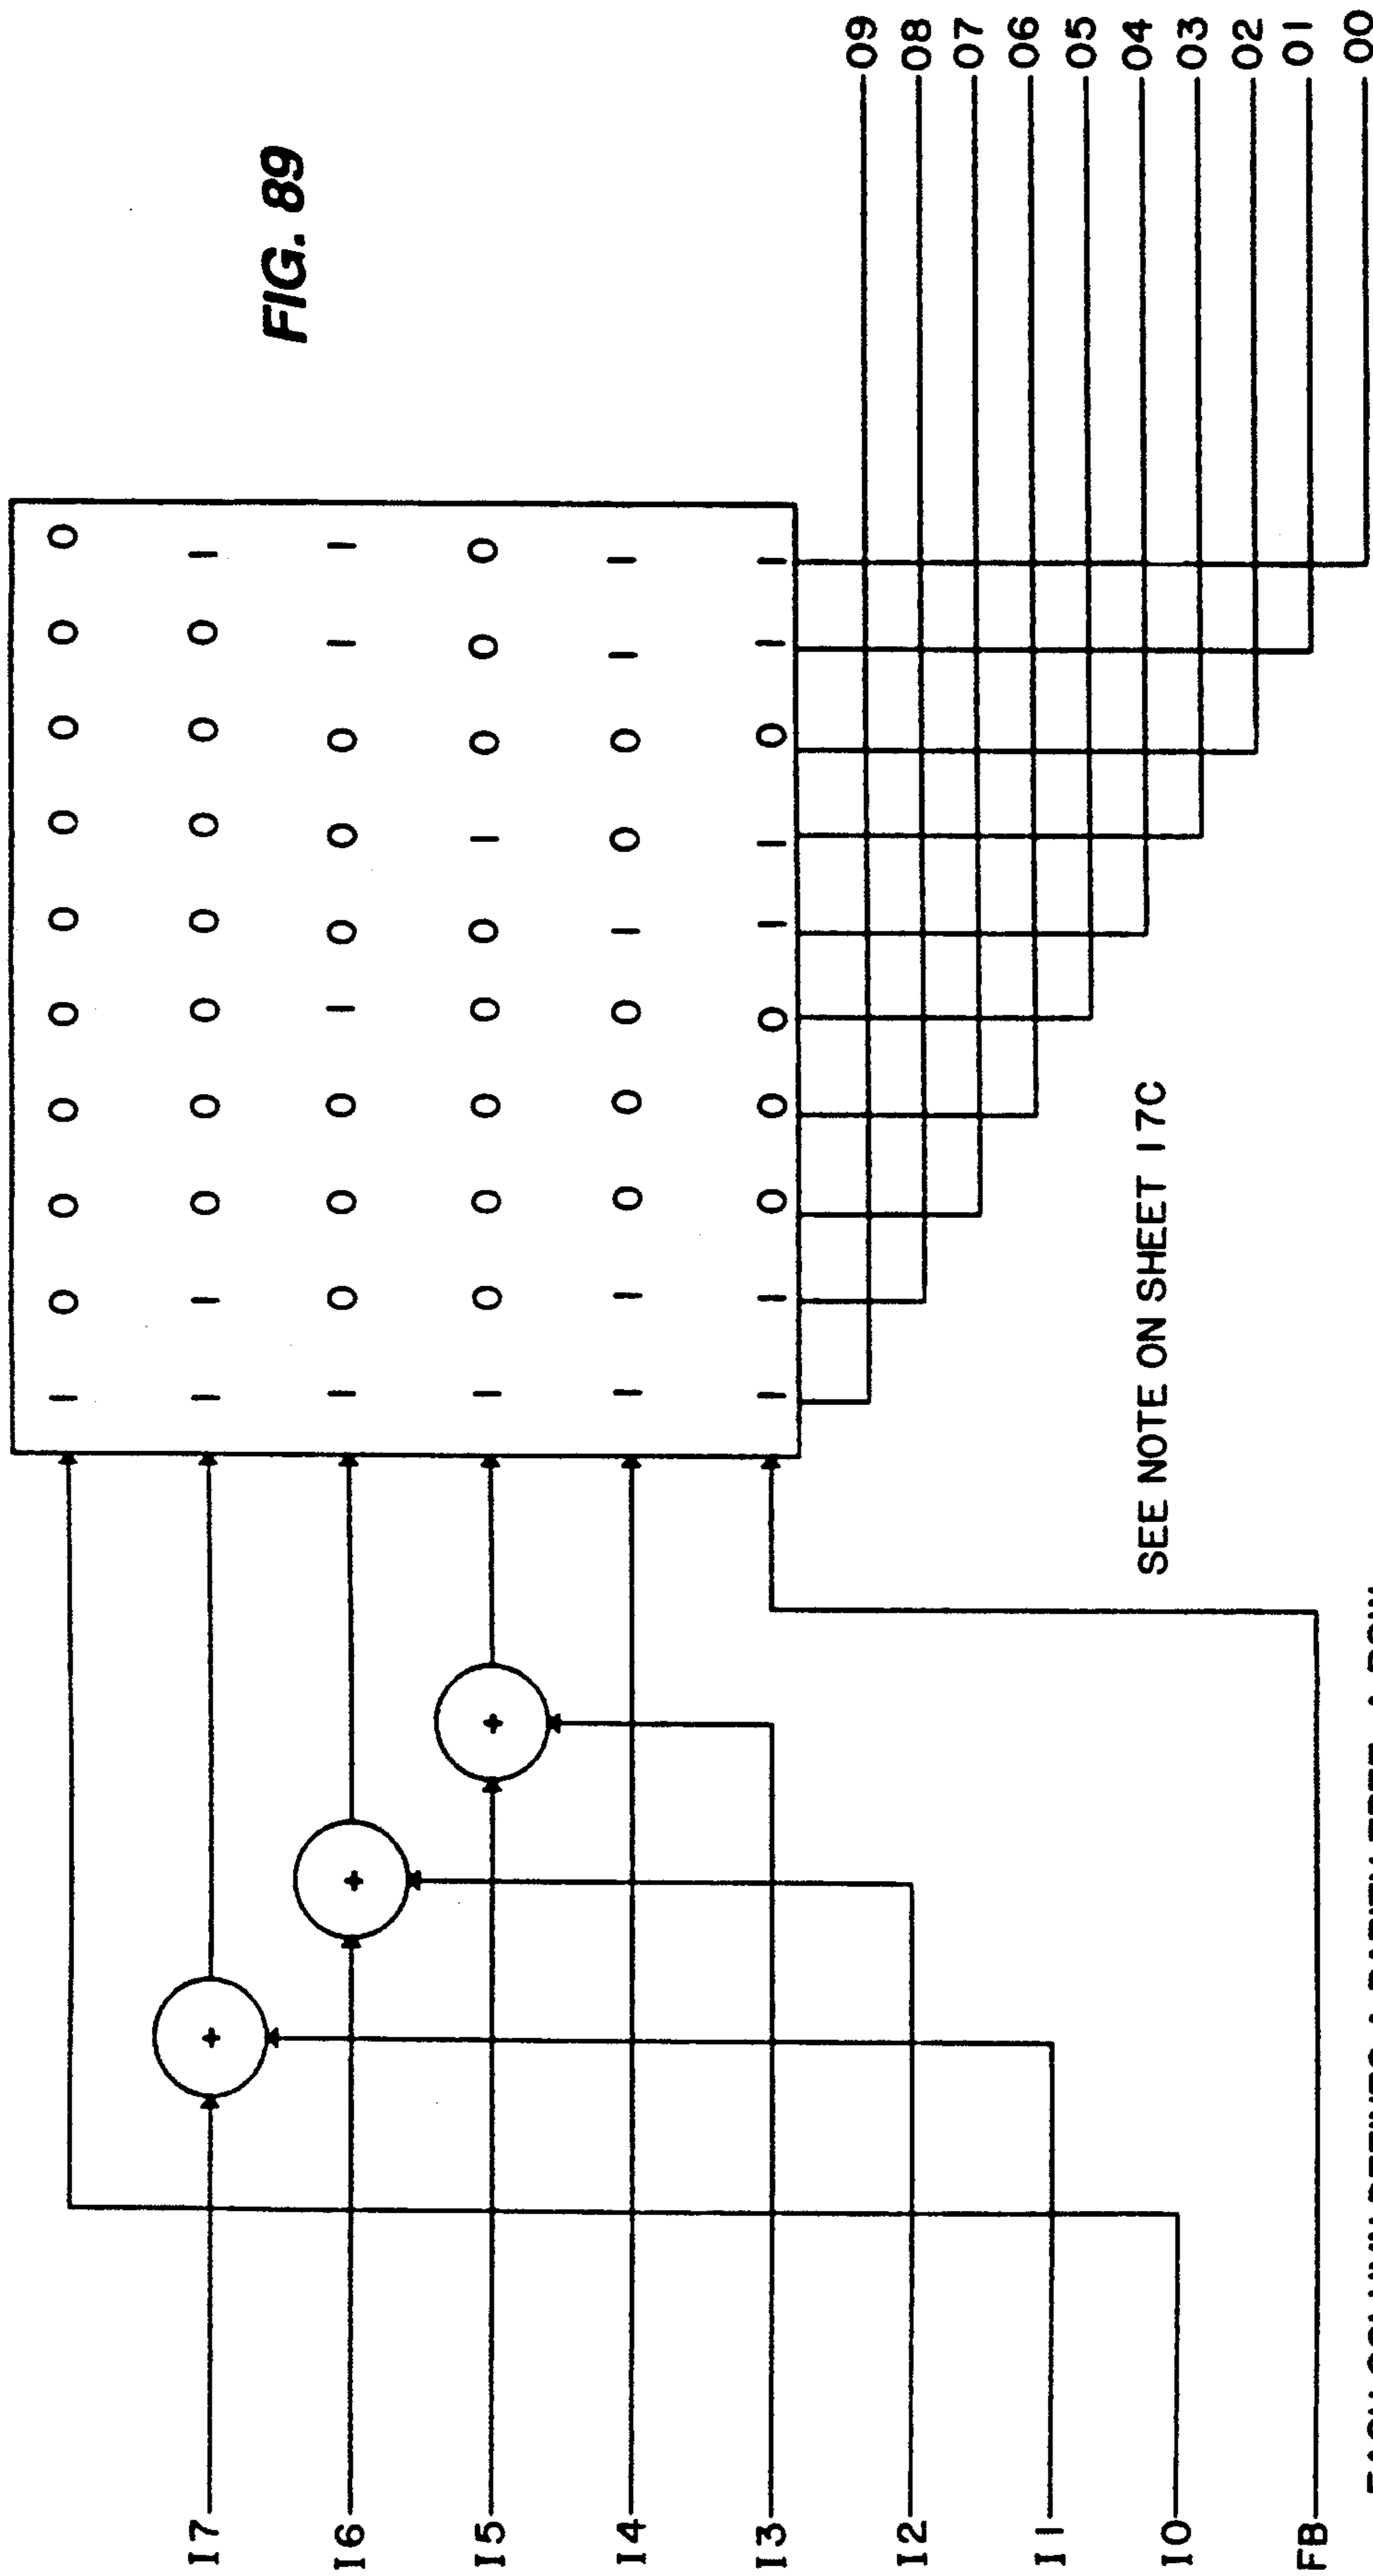 FIG. 89
1 0 0 0 0 0 0 0 0 0
I7 + 1 1 0 0 0 0 0 0 0 1
I6 + 1 0 0 0 1 0 0 0 1 1
I5 + 1 0 0 0 0 0 1 0 0 0
I4 1 1 0 0 0 1 0 0 1 1
I3 1 1 0 0 0 1 1 0 1 1
09
I2 08
07
I1 06
05
I0 04
SEE NOTE ON SHEET 17C
03
02
FB 01
00